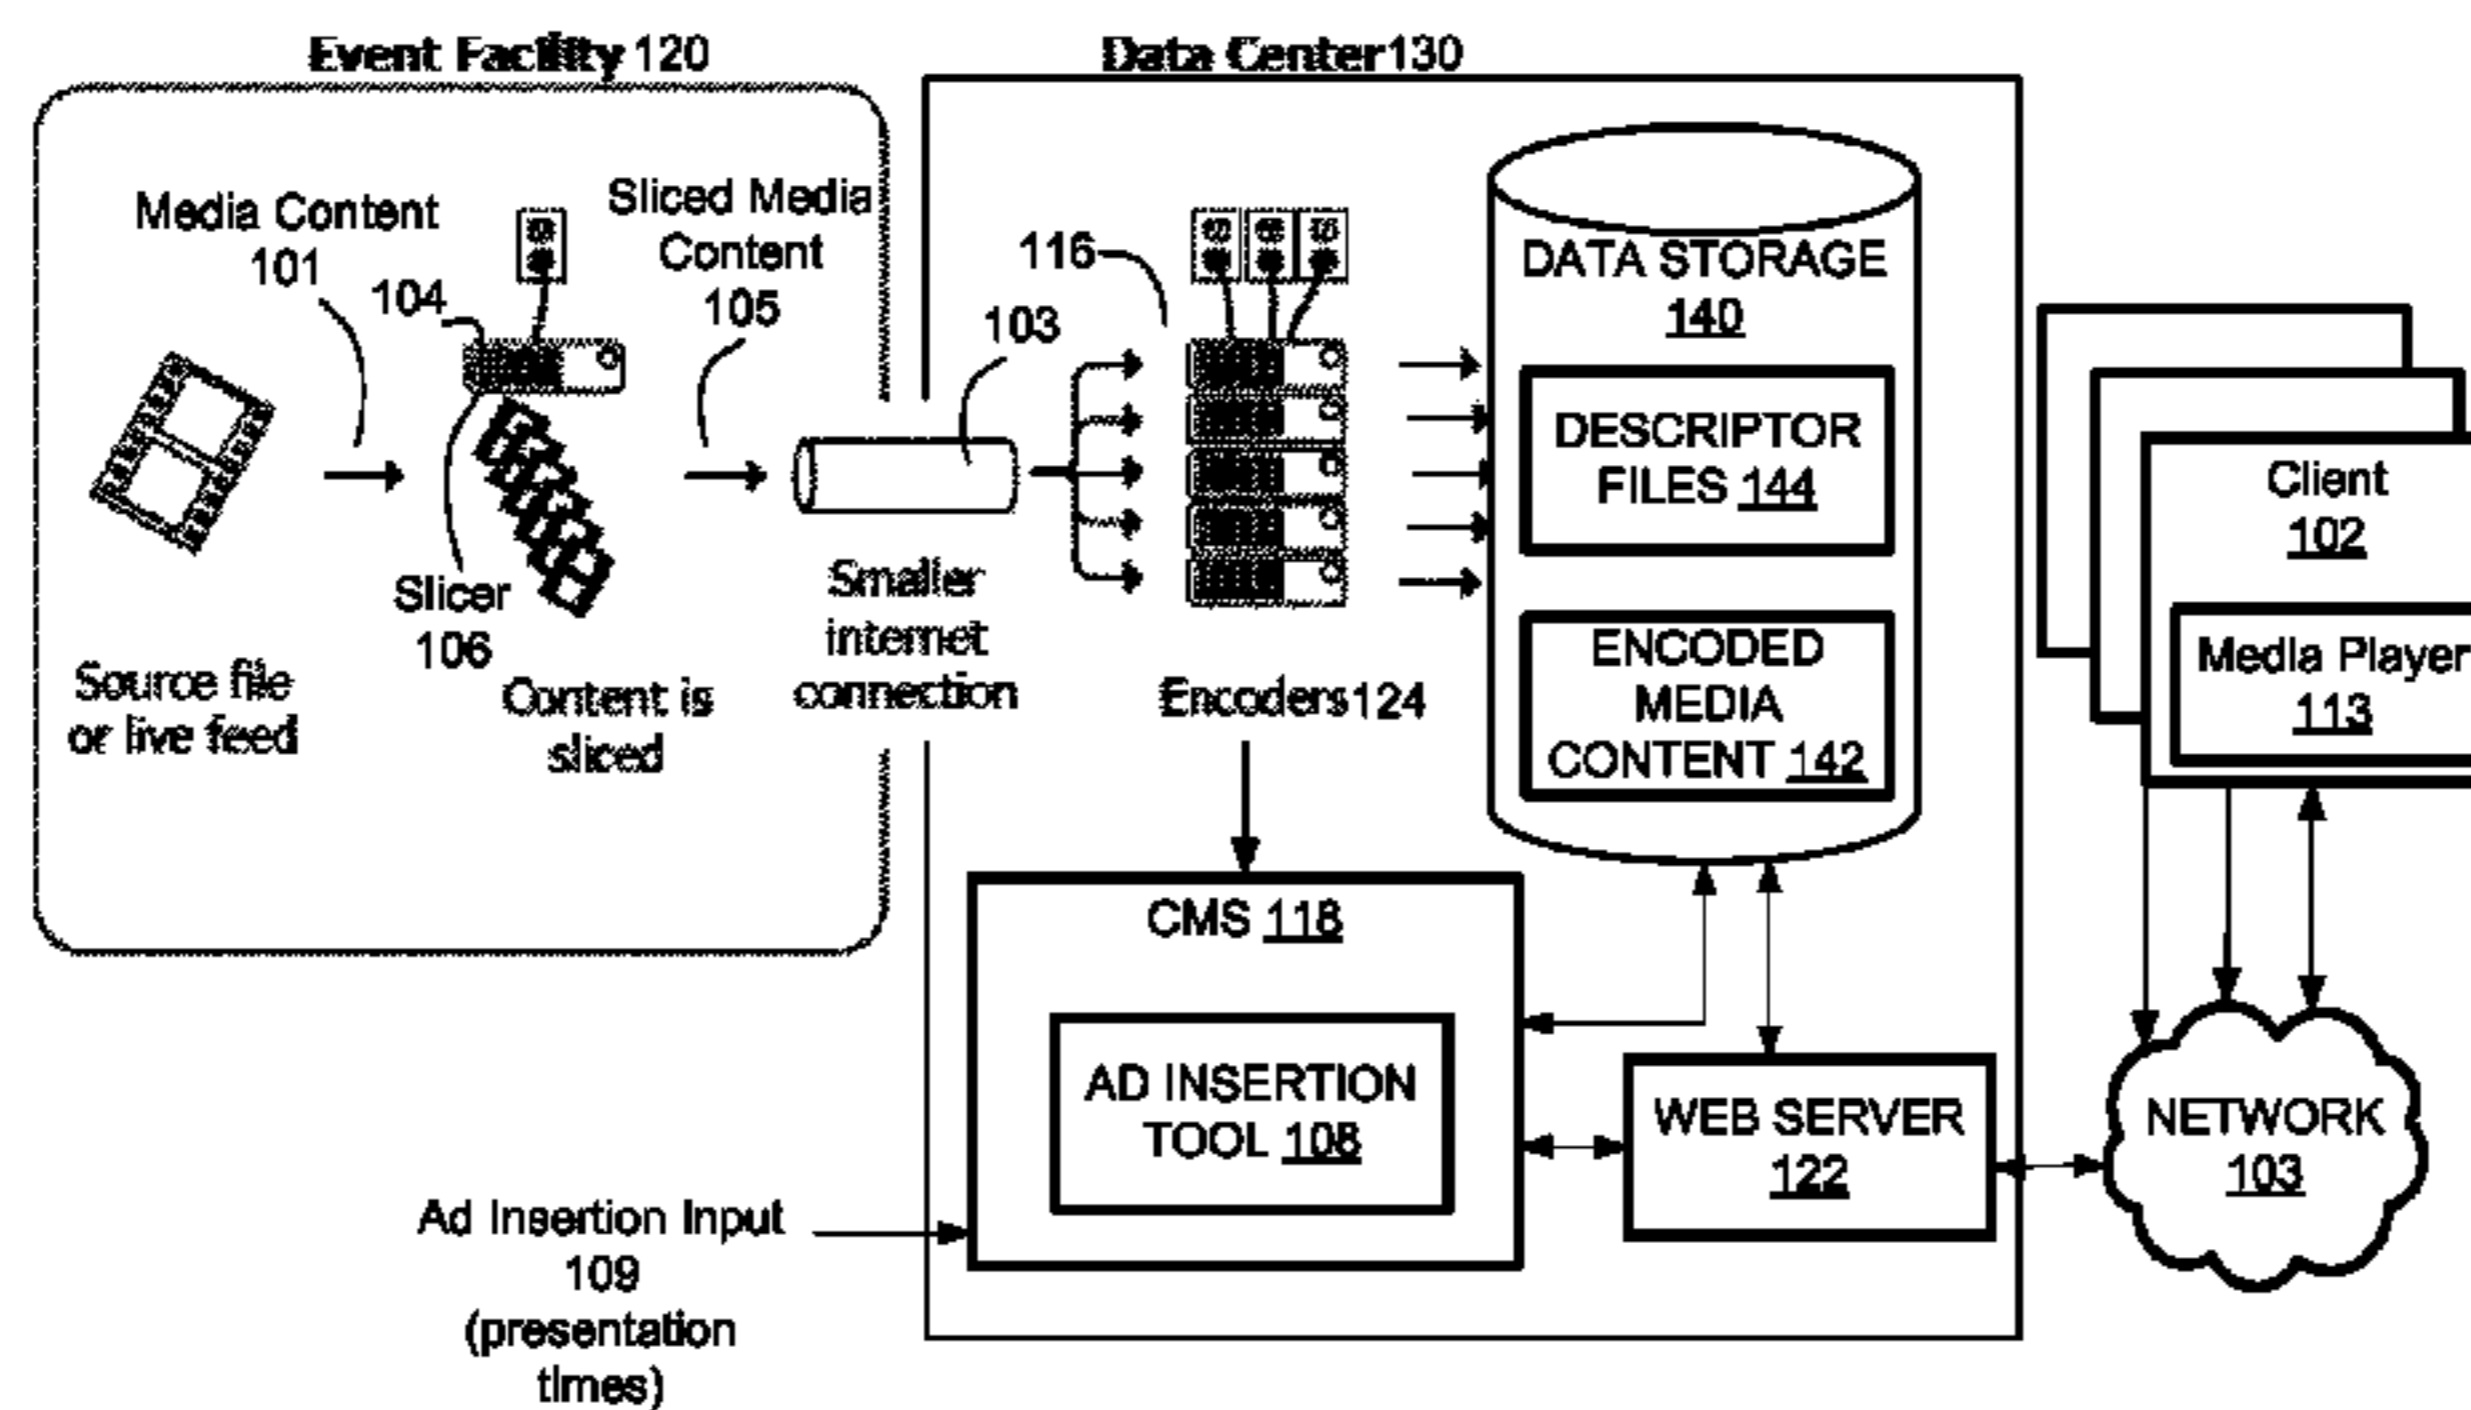 Event Facility 120
Data Center 130
Media Content
101
104
Sliced Media
Content
105
103
116
Slicer
106
Source file
or live feed
Content is
sliced
Smaller
internet
connection
Encoders 124
DATA STORAGE
140
DESCRIPTOR
FILES 144
ENCODED
MEDIA
CONTENT 142
Client
102
Media Player
113
CMS 118
AD INSERTION
TOOL 108
WEB SERVER
122
NETWORK
103
Ad Insertion Input
109
(presentation
times)